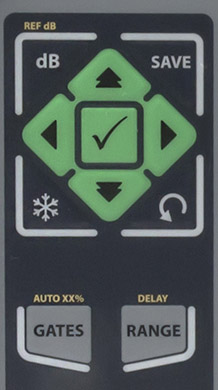 REF dB
dB SAVE
AUTO XX% DELAY
GATES RANGE